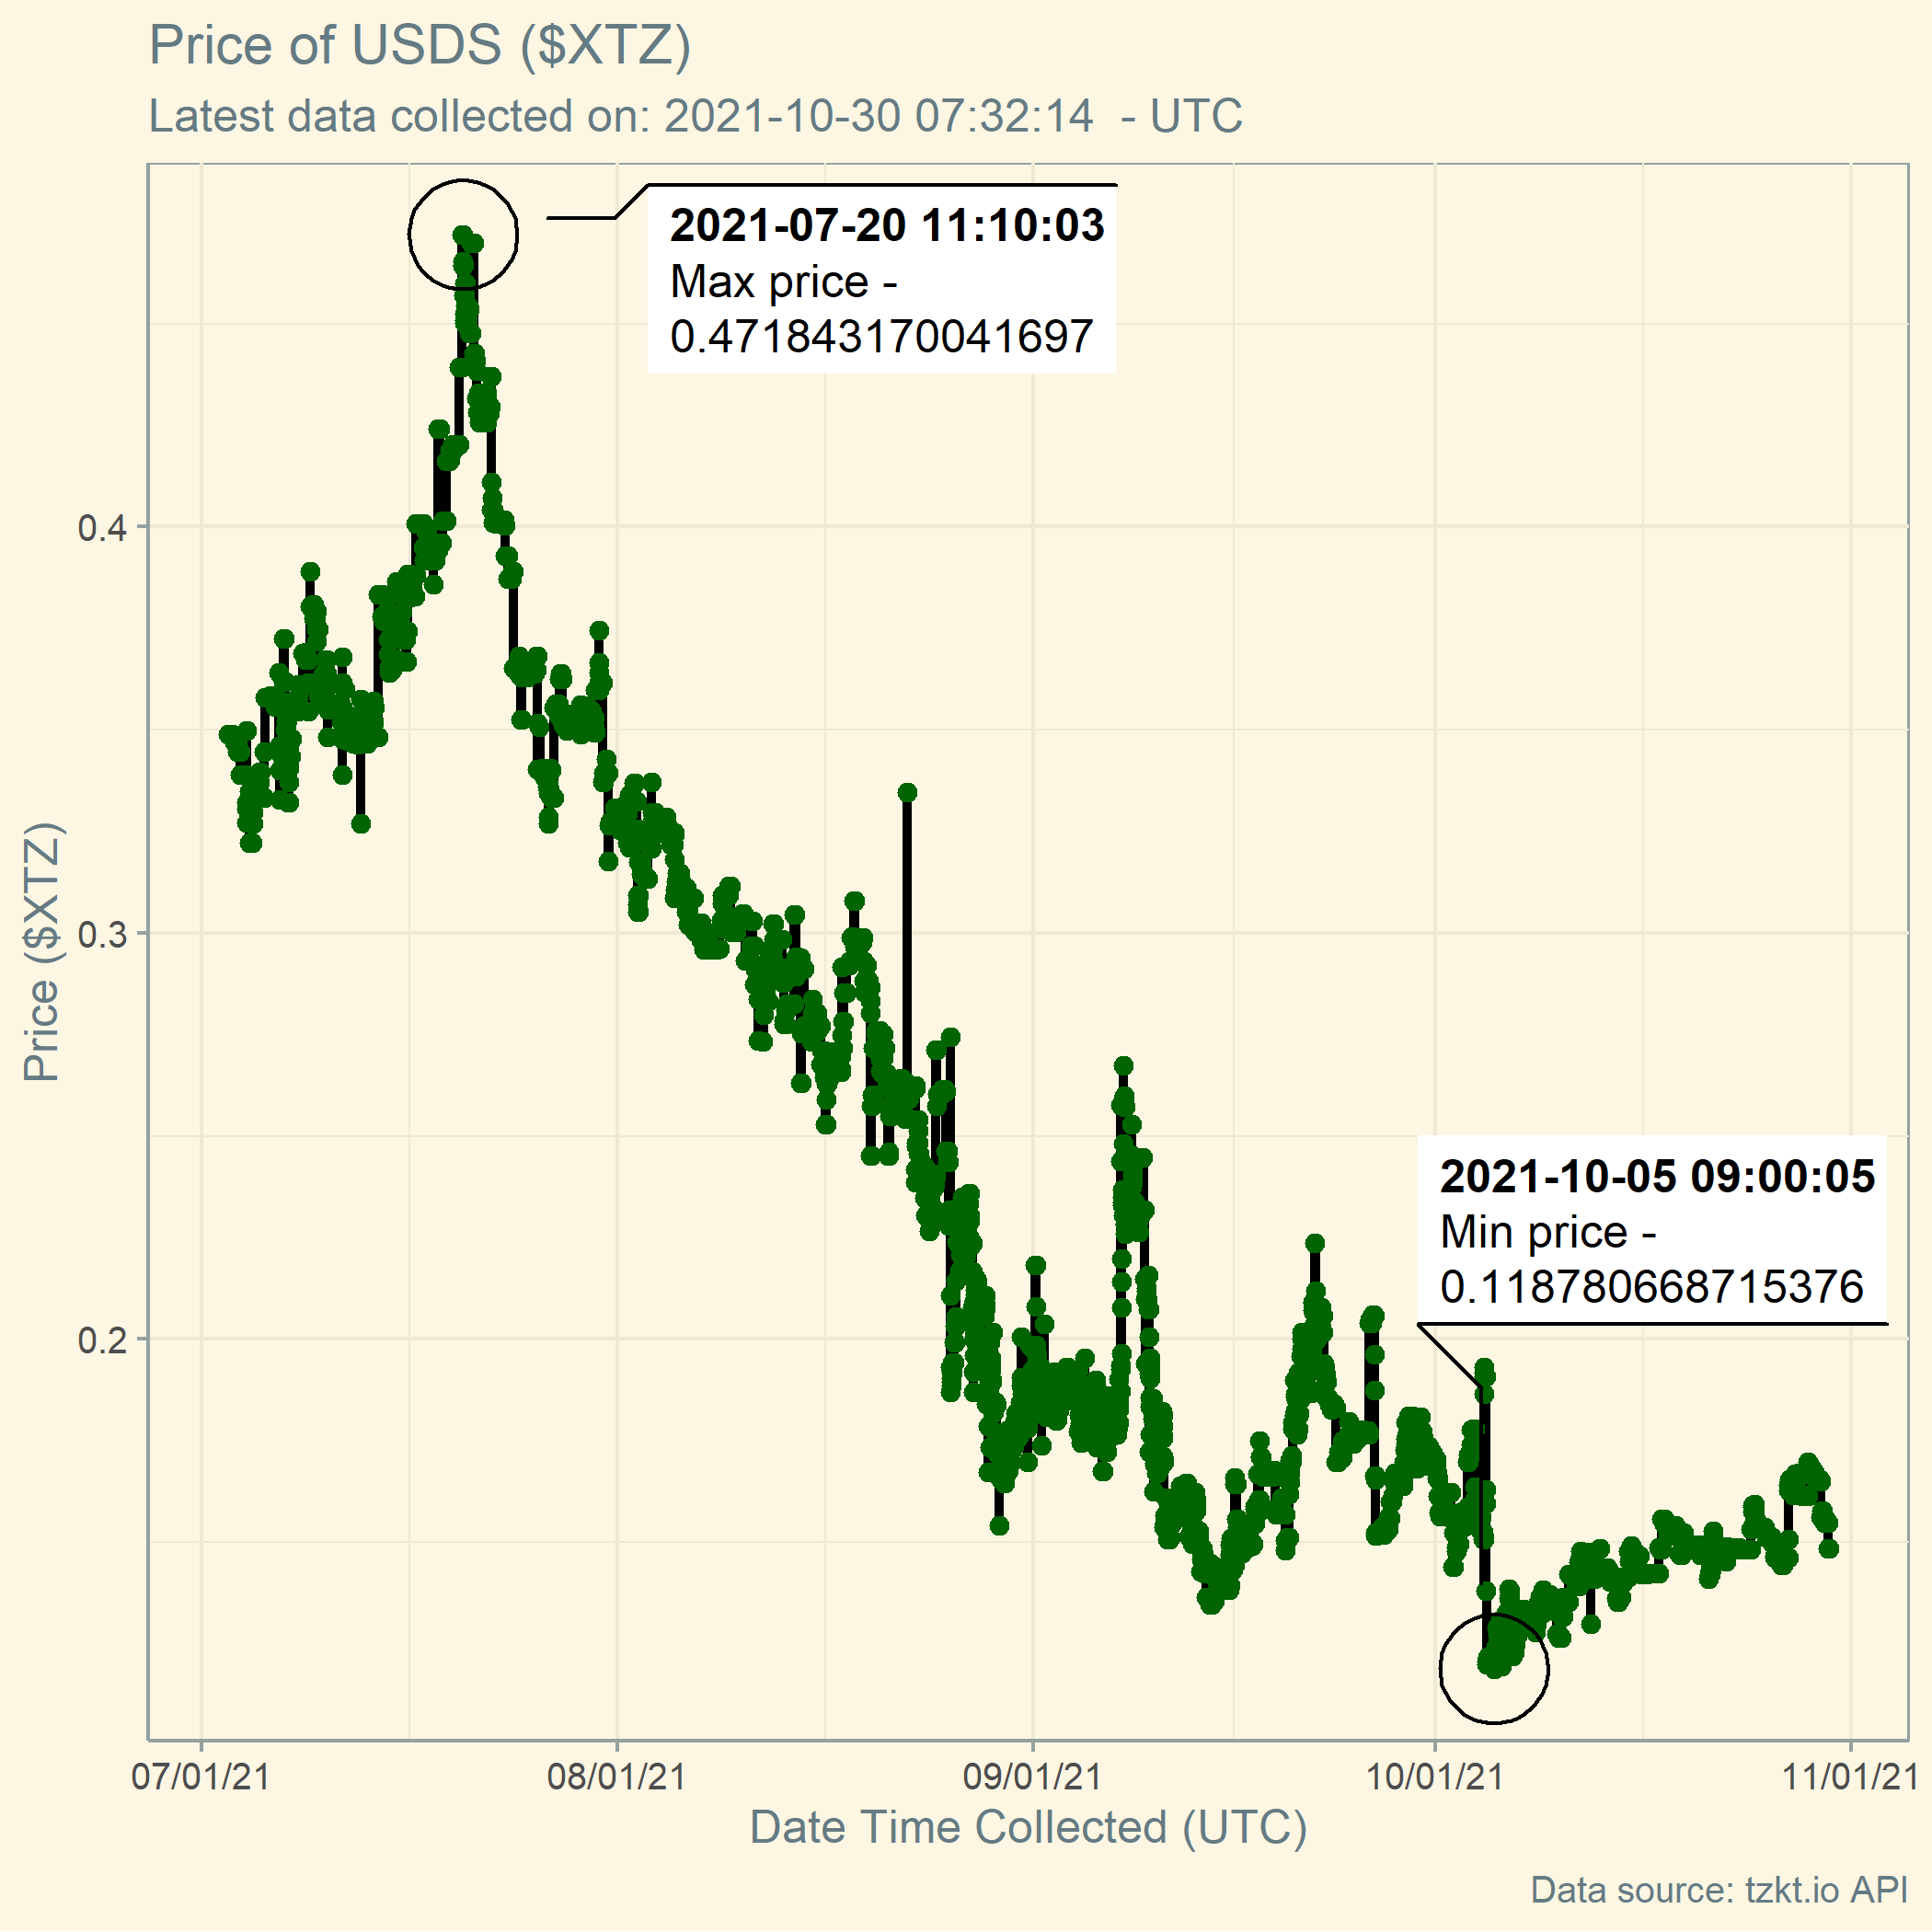 Price of USDS ($XTZ)
Latest data collected on: 2021-10-30 07:32:14  - UTC
2021-07-20 11:10:03
Max price -
0.471843170041697
0.4
0.3
0.2
Price ($XTZ)
2021-10-05 09:00:05
Min price -
0.118780668715376
07/01/21
08/01/21
09/01/21
10/01/21
11/01/21
Date Time Collected (UTC)
Data source: tzkt.io API